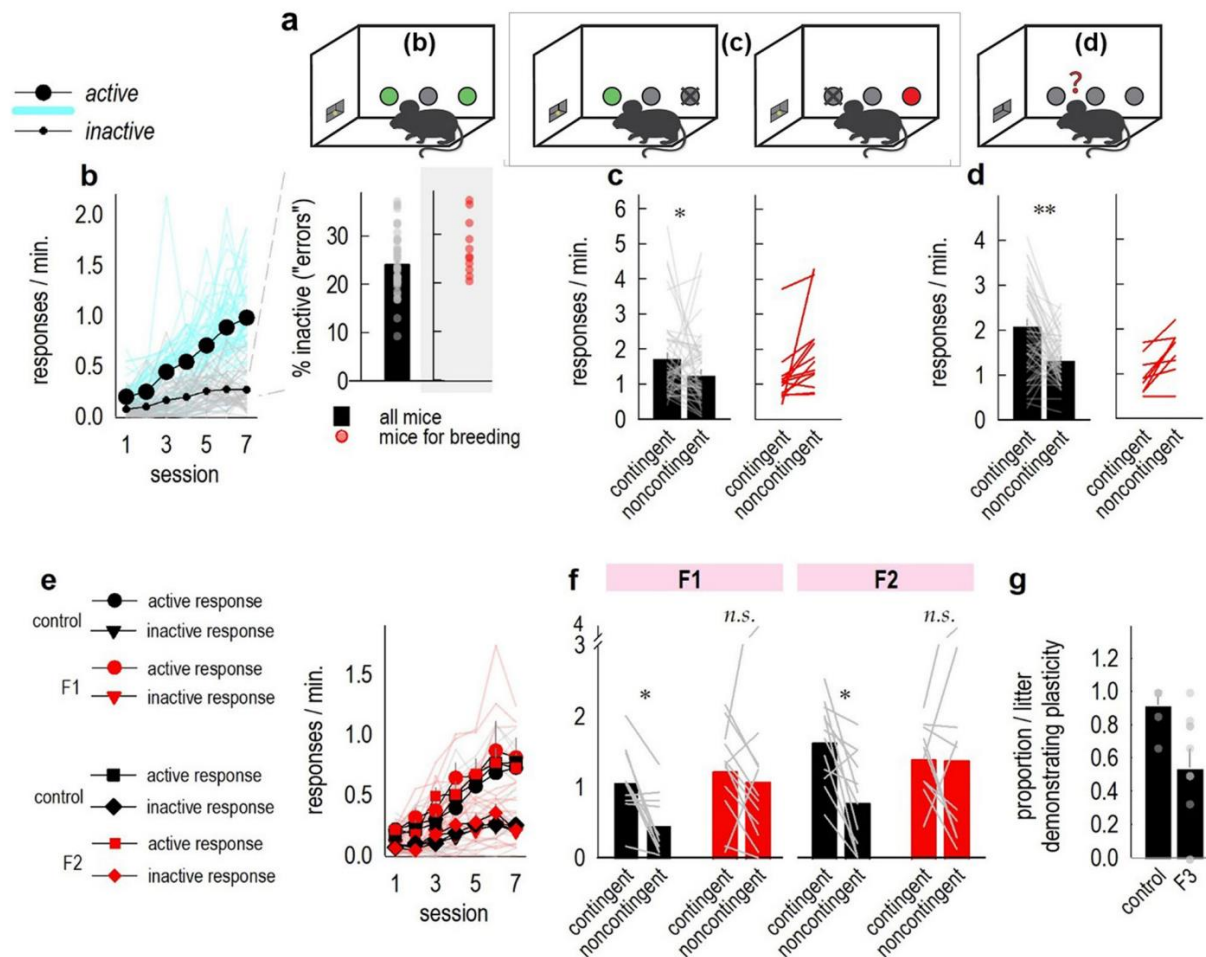 a
(b)
(c)
(d)
?
active
inactive
b
responses / min.
2.0
1.5
1.0
0.5
0.0
1 3 5 7
session
% inactive ("errors")
30
20
10
0
all mice
mice for breeding
c
responses / min.
6
5
4
3
2
1
0
*
contingent
noncontingent
contingent
noncontingent
d
responses / min.
4
3
2
1
0
**
contingent
noncontingent
contingent
noncontingent
e
control
active response
inactive response
F1
active response
inactive response
control
active response
inactive response
F2
active response
inactive response
responses / min.
1.5
1.0
0.5
0.0
1 3 5 7
session
f
F1
F2
4
3
2
1
0
*
n.s.
*
n.s.
contingent
noncontingent
contingent
noncontingent
contingent
noncontingent
contingent
noncontingent
g
proportion / litter
demonstrating plasticity
1.2
1.0
0.8
0.6
0.4
0.2
0.0
control
F3